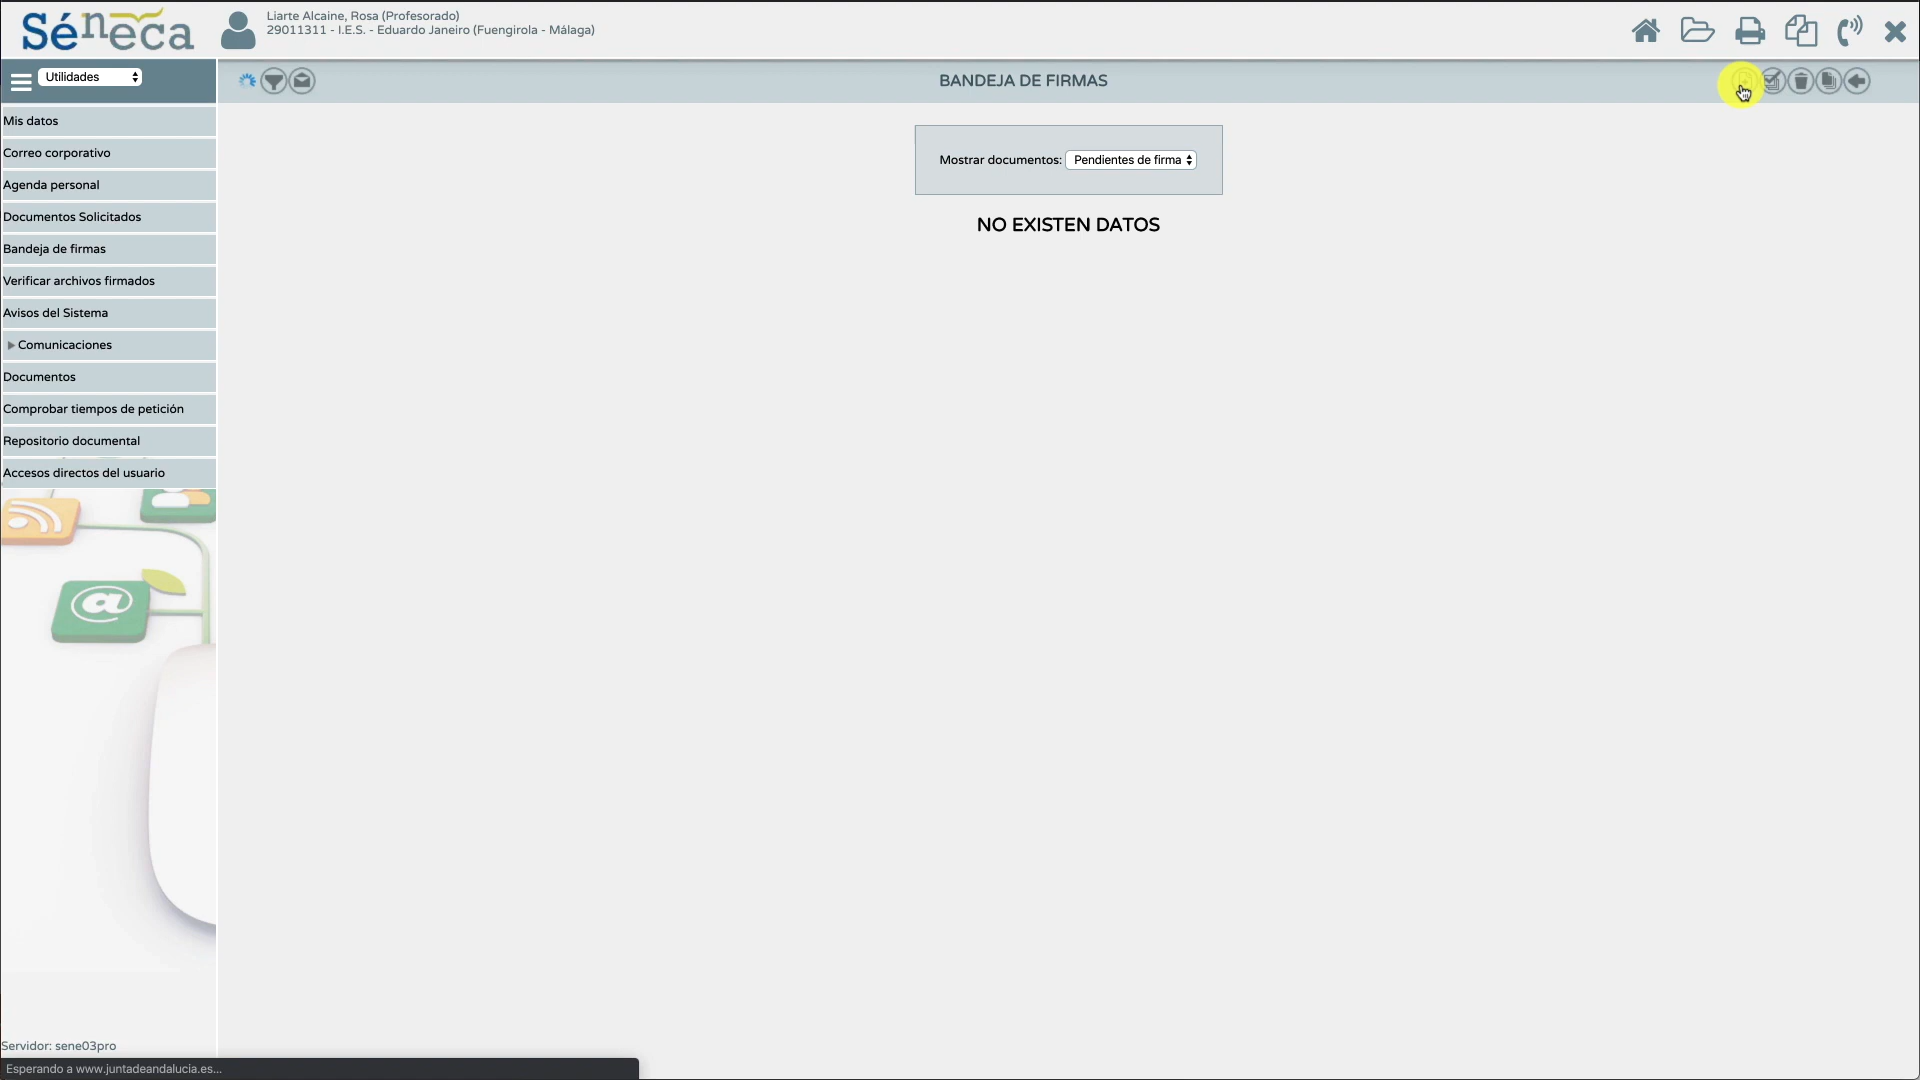 Séneca
Liarte Alcaine, Rosa (Profesorado)
29011311 - I.E.S. - Eduardo Janeiro (Fuengirola - Málaga)
Utilidades
BANDEJA DE FIRMAS
Mis datos
Correo corporativo
Agenda personal
Documentos Solicitados
Bandeja de firmas
Verificar archivos firmados
Avisos del Sistema
Comunicaciones
Documentos
Comprobar tiempos de petición
Repositorio documental
Accesos directos del usuario
Mostrar documentos: Pendientes de firma
NO EXISTEN DATOS
@
Servidor: sene03pro
Esperando a www.juntadeandalucia.es...